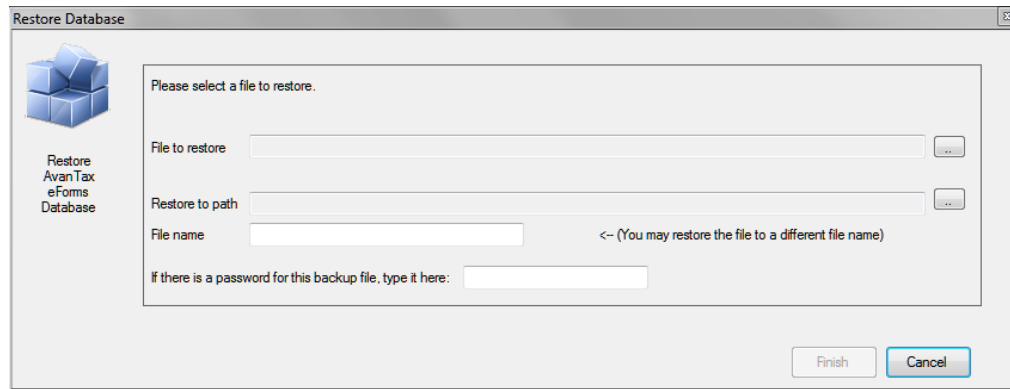 Restore Database
Please select a file to restore.
File to restore
..
Restore
AvanTax
eForms
Database
Restore to path
..
File name
<-- (You may restore the file to a different file name)
If there is a password for this backup file, type it here:
Finish
Cancel